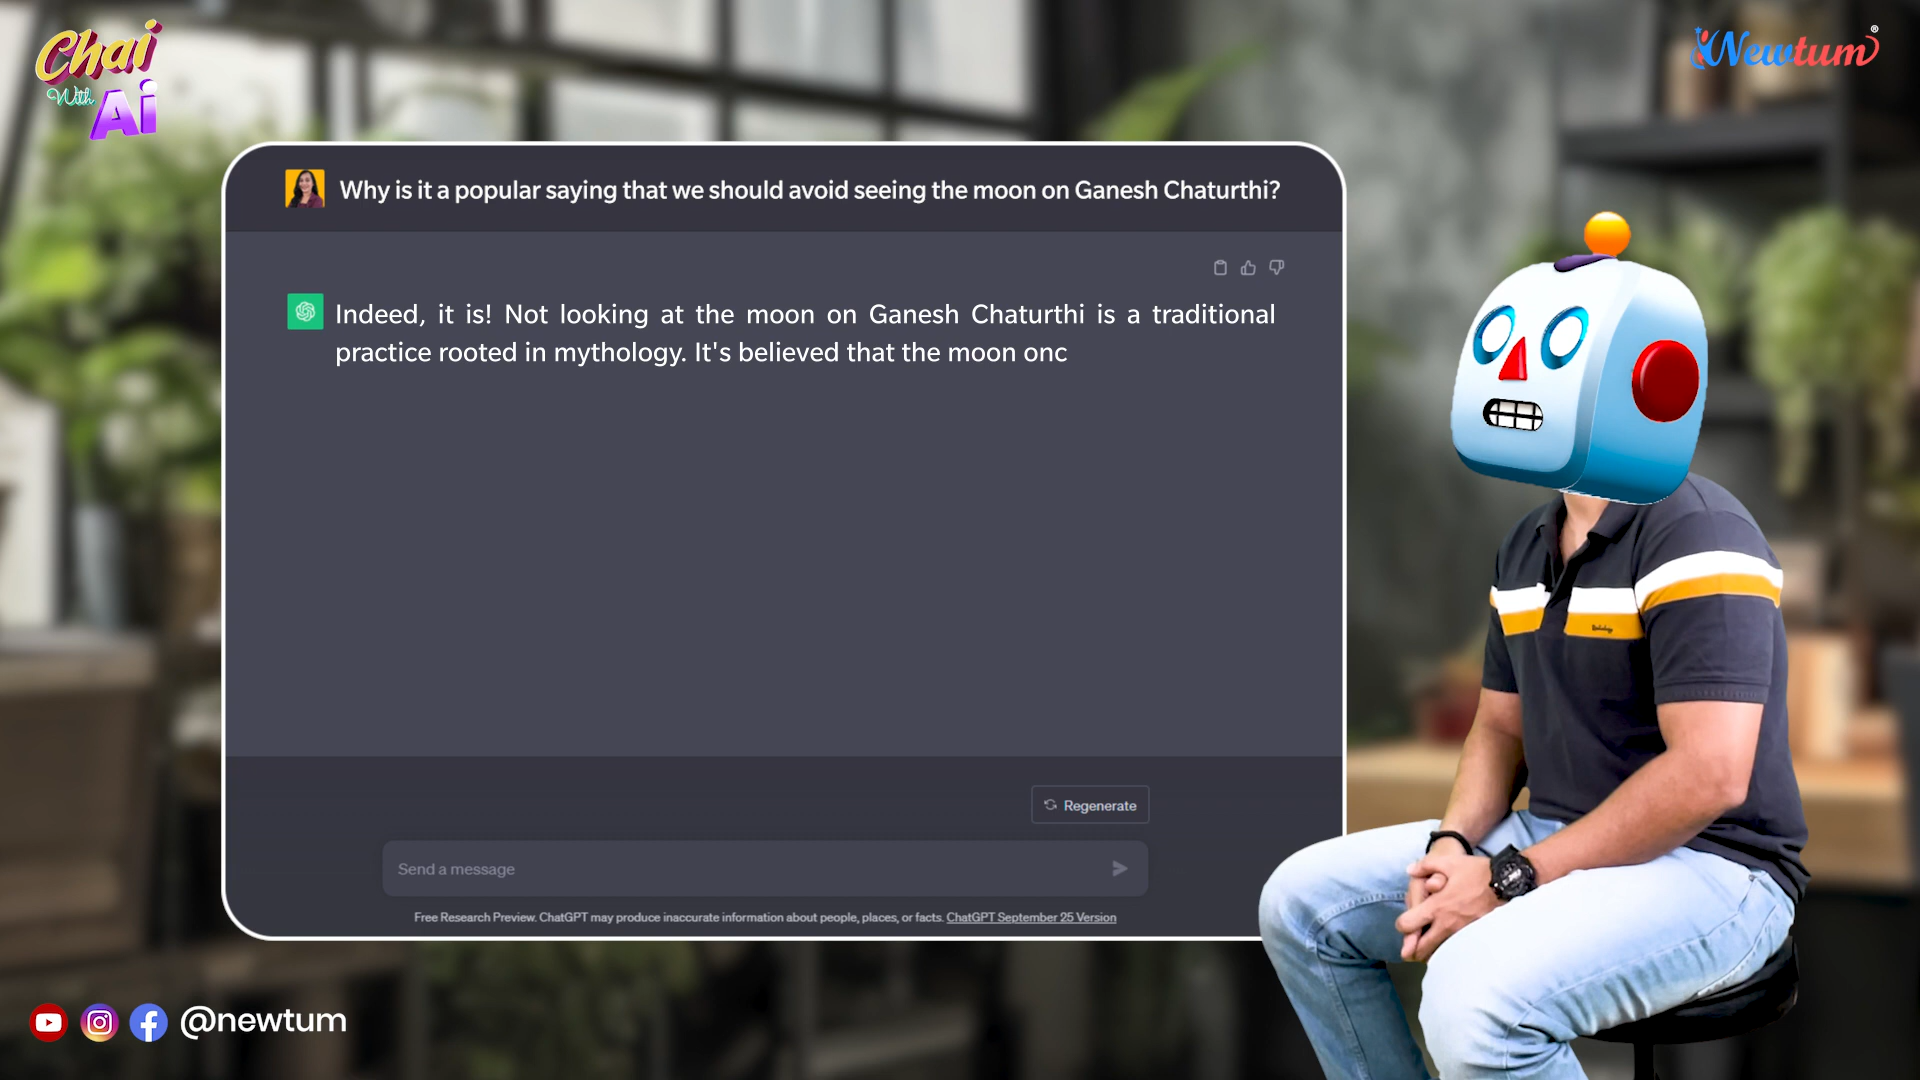 Chai
With
Ai
Newtum®
Why is it a popular saying that we should avoid seeing the moon on Ganesh Chaturthi?
Indeed, it is! Not looking at the moon on Ganesh Chaturthi is a traditional
practice rooted in mythology. It's believed that the moon onc
Regenerate
Send a message
Free Research Preview. ChatGPT may produce inaccurate information about people, places, or facts. ChatGPT September 25 Version
@newtum